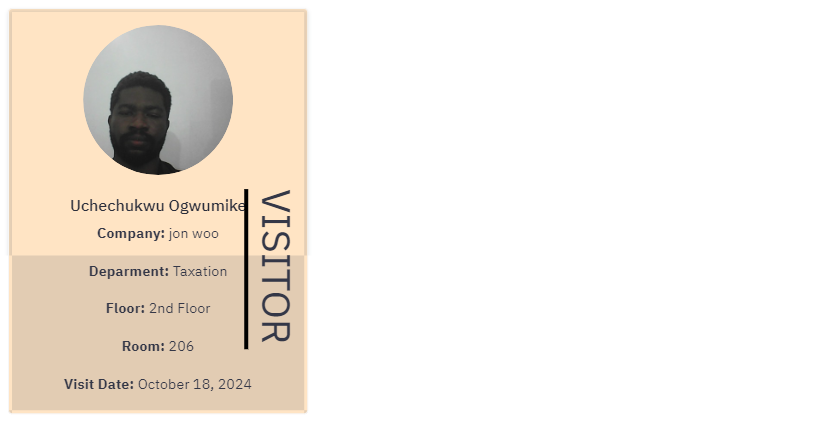 Uchechukwu Ogwumike
Company: jon woo
Deparment: Taxation
Floor: 2nd Floor
Room: 206
Visit Date: October 18, 2024
VISITOR